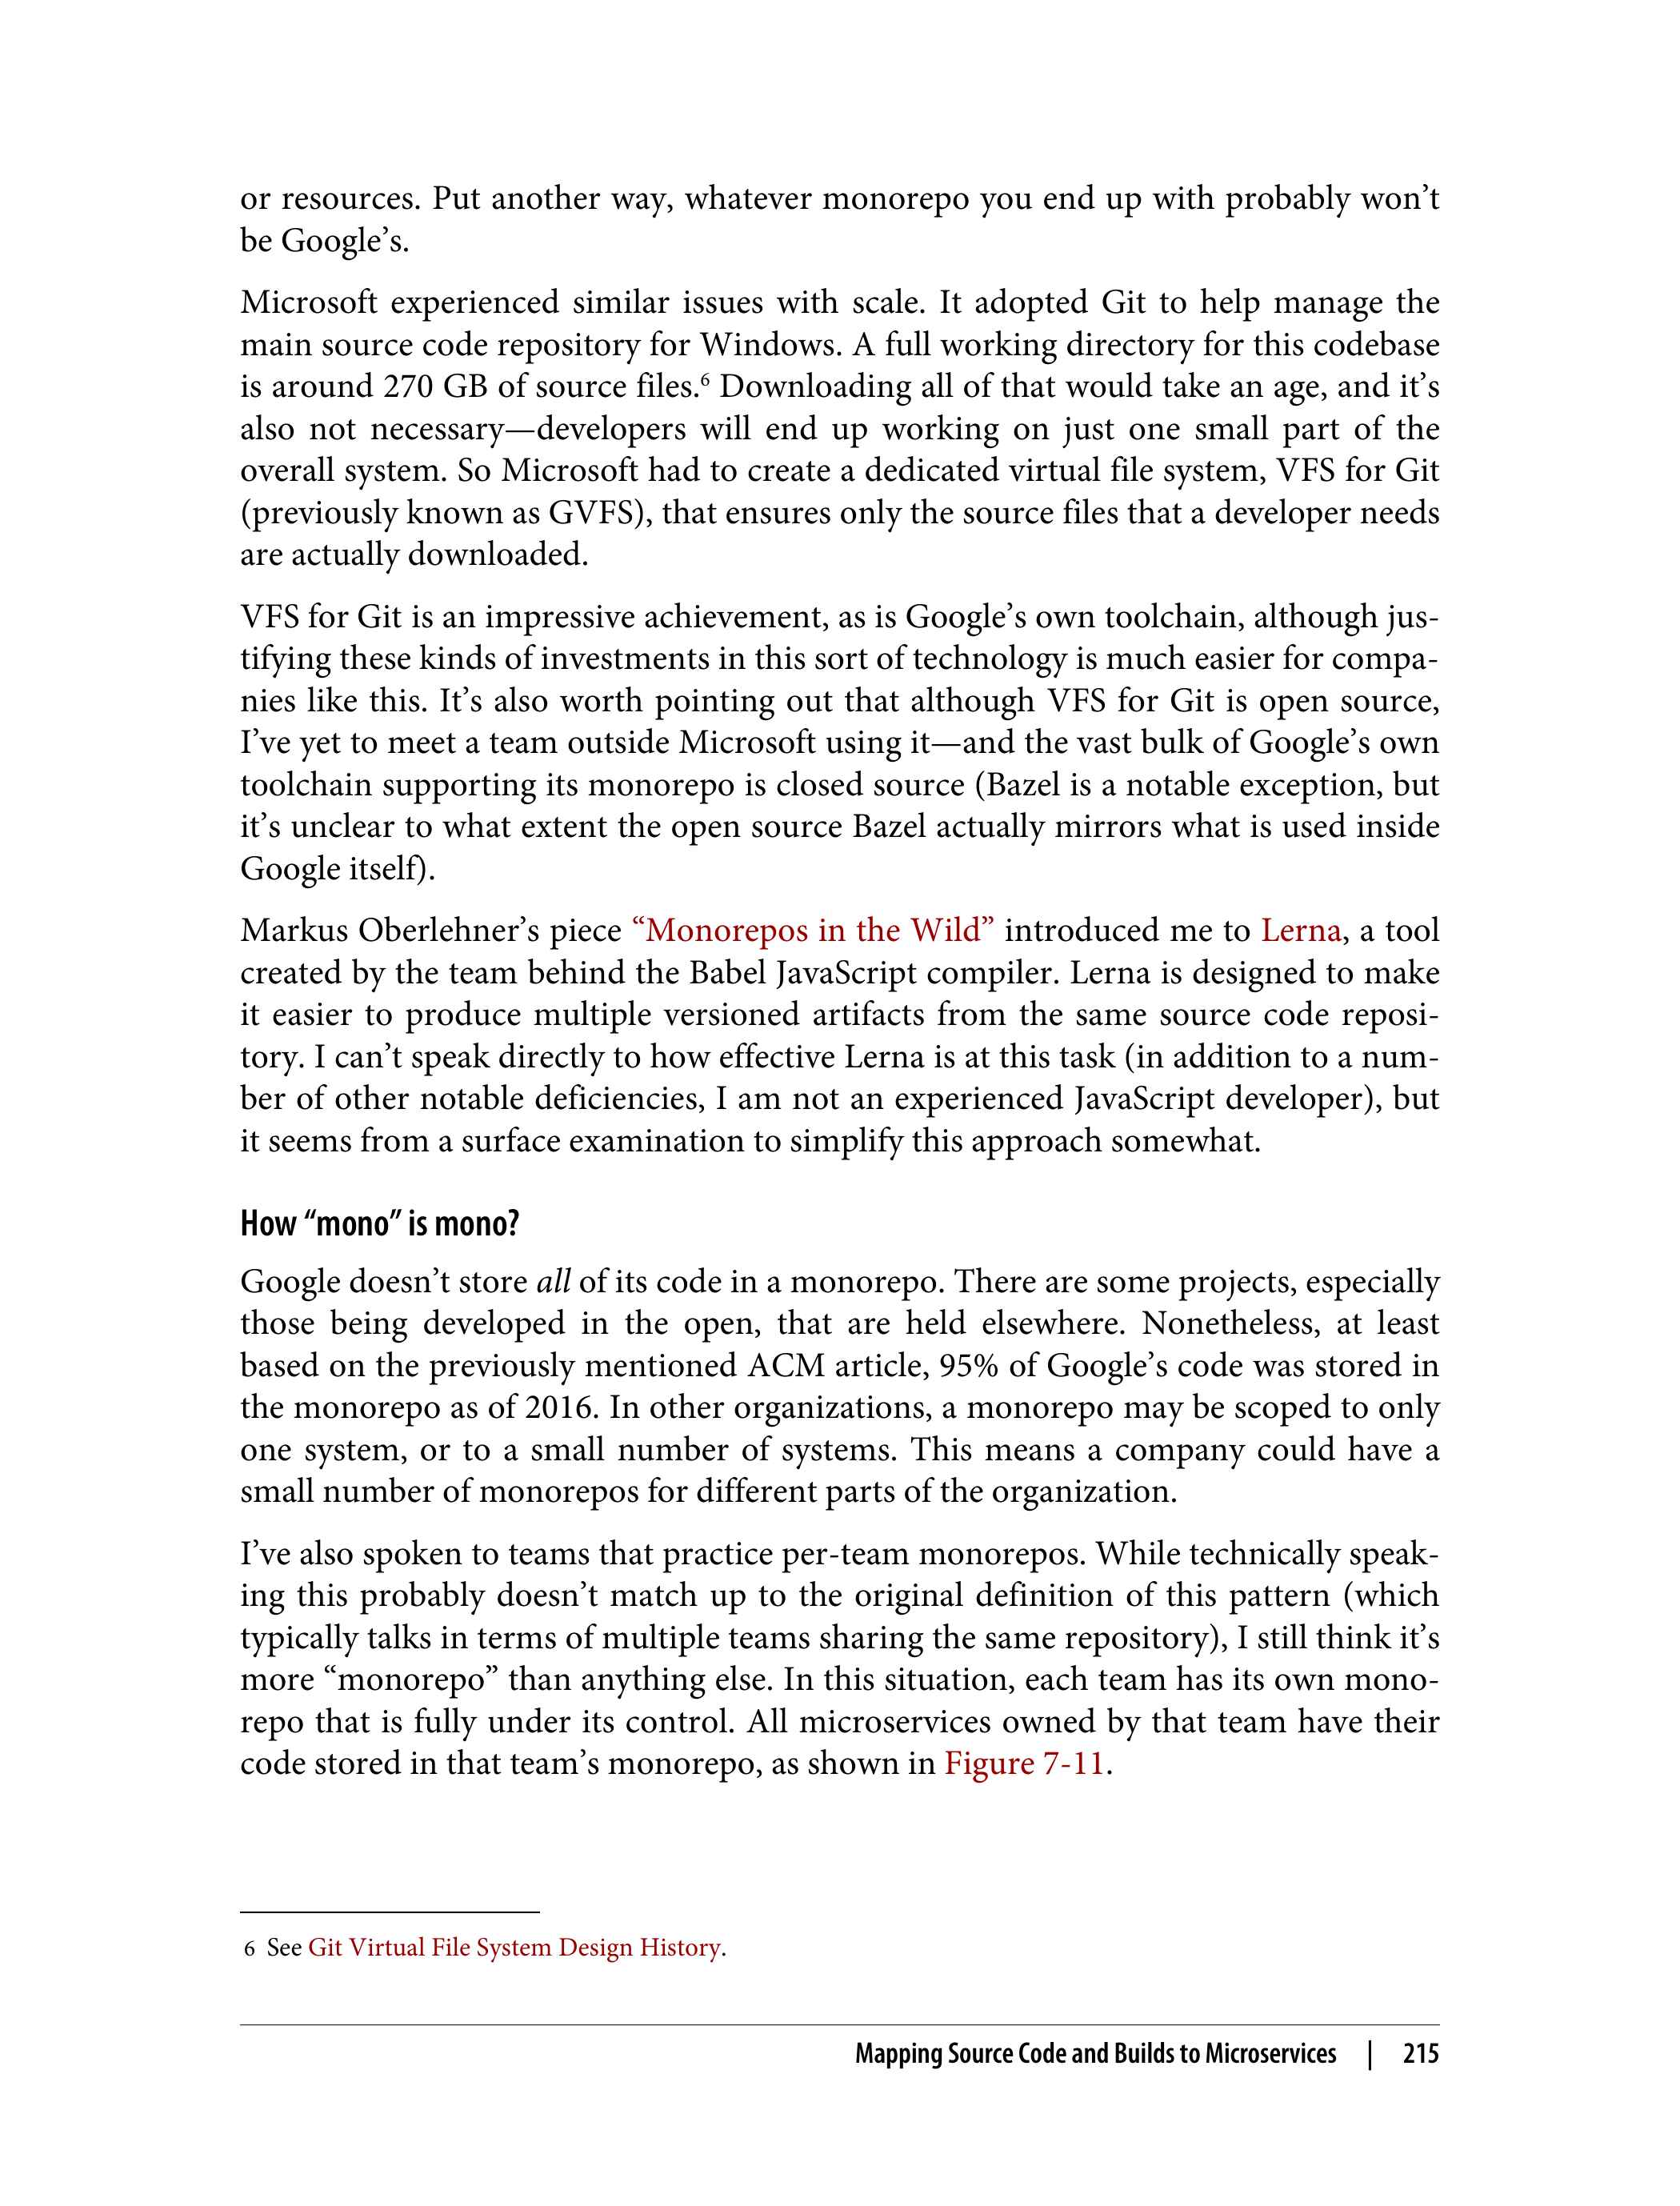 or resources. Put another way, whatever monorepo you end up with probably won’t
be Google’s.
Microsoft experienced similar issues with scale. It adopted Git to help manage the
main source code repository for Windows. A full working directory for this codebase
is around 270 GB of source files.6 Downloading all of that would take an age, and it’s
also not necessary—developers will end up working on just one small part of the
overall system. So Microsoft had to create a dedicated virtual file system, VFS for Git
(previously known as GVFS), that ensures only the source files that a developer needs
are actually downloaded.
VFS for Git is an impressive achievement, as is Google’s own toolchain, although jus-
tifying these kinds of investments in this sort of technology is much easier for compa-
nies like this. It’s also worth pointing out that although VFS for Git is open source,
I’ve yet to meet a team outside Microsoft using it—and the vast bulk of Google’s own
toolchain supporting its monorepo is closed source (Bazel is a notable exception, but
it’s unclear to what extent the open source Bazel actually mirrors what is used inside
Google itself).
Markus Oberlehner’s piece “Monorepos in the Wild” introduced me to Lerna, a tool
created by the team behind the Babel JavaScript compiler. Lerna is designed to make
it easier to produce multiple versioned artifacts from the same source code reposi-
tory. I can’t speak directly to how effective Lerna is at this task (in addition to a num-
ber of other notable deficiencies, I am not an experienced JavaScript developer), but
it seems from a surface examination to simplify this approach somewhat.
How “mono” is mono?
Google doesn’t store all of its code in a monorepo. There are some projects, especially
those being developed in the open, that are held elsewhere. Nonetheless, at least
based on the previously mentioned ACM article, 95% of Google’s code was stored in
the monorepo as of 2016. In other organizations, a monorepo may be scoped to only
one system, or to a small number of systems. This means a company could have a
small number of monorepos for different parts of the organization.
I’ve also spoken to teams that practice per-team monorepos. While technically speak-
ing this probably doesn’t match up to the original definition of this pattern (which
typically talks in terms of multiple teams sharing the same repository), I still think it’s
more “monorepo” than anything else. In this situation, each team has its own mono-
repo that is fully under its control. All microservices owned by that team have their
code stored in that team’s monorepo, as shown in Figure 7-11.
6 See Git Virtual File System Design History.
Mapping Source Code and Builds to Microservices | 215